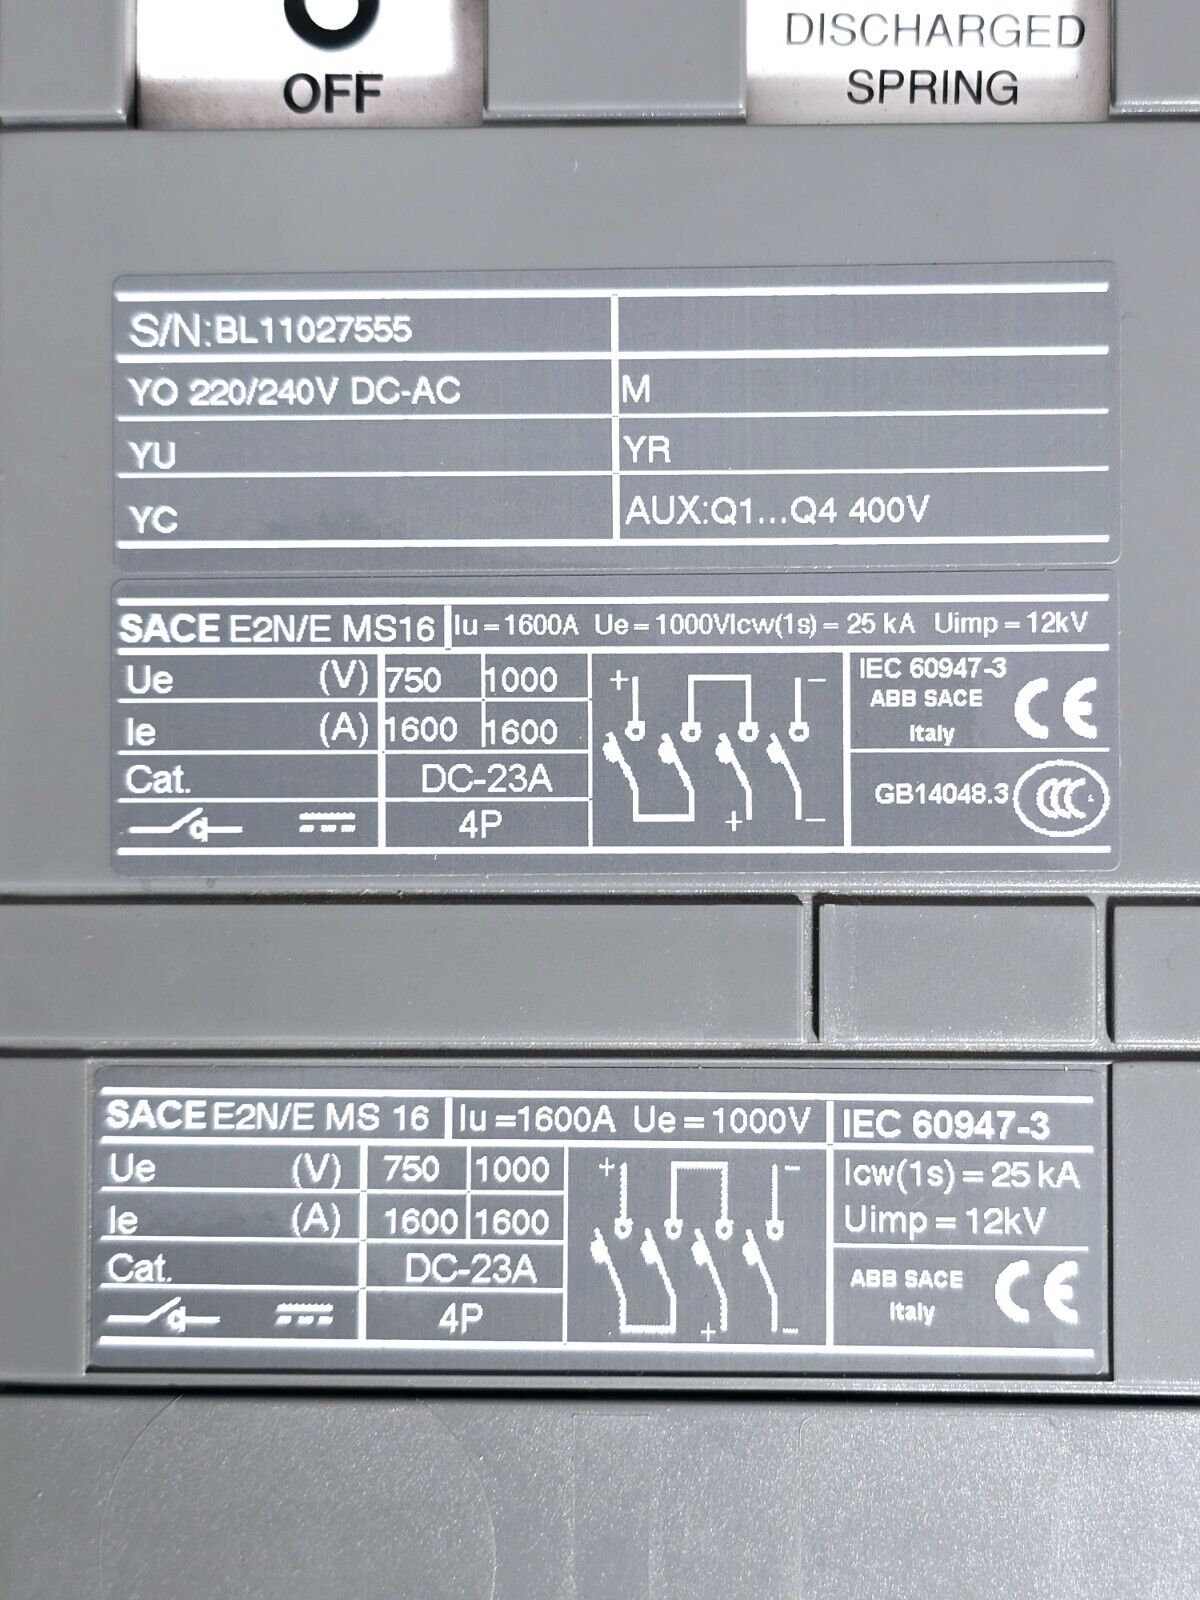 OFF
DISCHARGED
SPRING
S/N:BL11027555
YO 220/240V DC-AC
M
YU
YR
YC
AUX:Q1...Q4 400V
SACE E2N/E MS16 Iu=1600A Ue=1000VIcw(1s)=25 kA Uimp=12kV
Ue (V) 750 1000
Ie (A) 1600 1600
Cat. DC-23A
4P
+ -
+ -
IEC 60947-3
ABB SACE
Italy
CE
GB14048.3
CCC
SACE E2N/E MS 16 Iu=1600A Ue=1000V IEC 60947-3
Ue (V) 750 1000
Ie (A) 1600 1600
Cat. DC-23A
4P
+ -
+ -
Icw(1s)=25 kA
Uimp=12kV
ABB SACE
Italy
CE